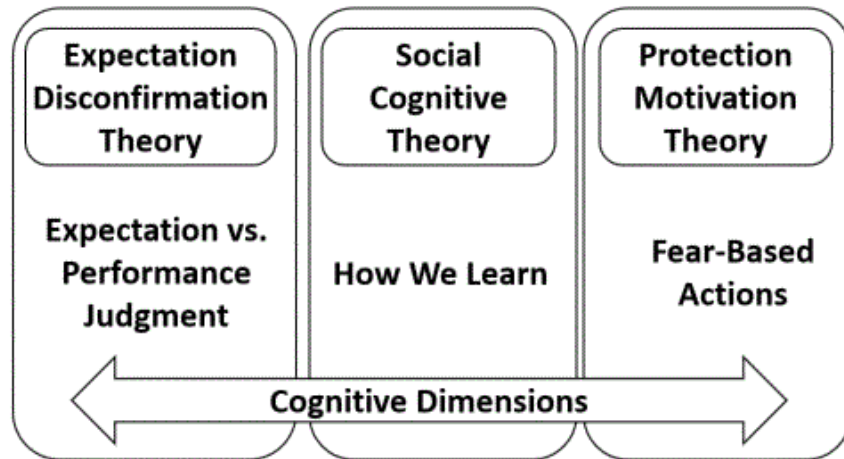 Expectation
Disconfirmation
Theory
Expectation vs.
Performance
Judgment
Social
Cognitive
Theory
How We Learn
Protection
Motivation
Theory
Fear-Based
Actions
Cognitive Dimensions